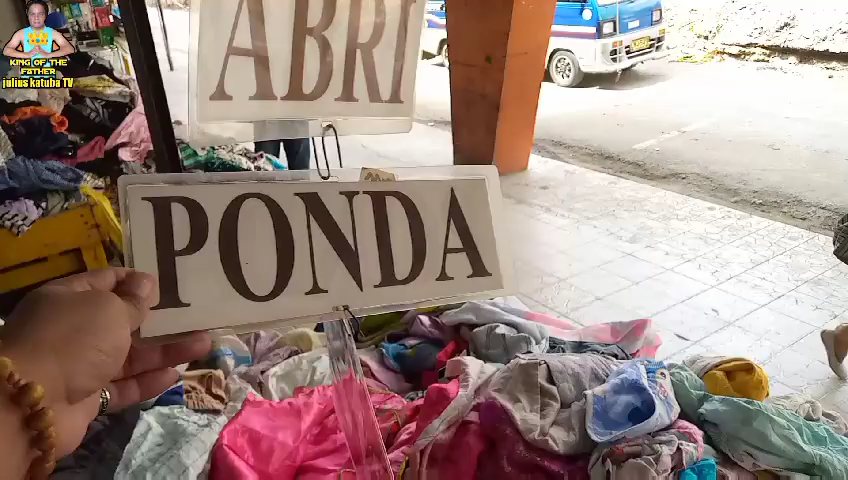 KING OF THE
FATHER
julius katuba TV
ABRI
PONDA